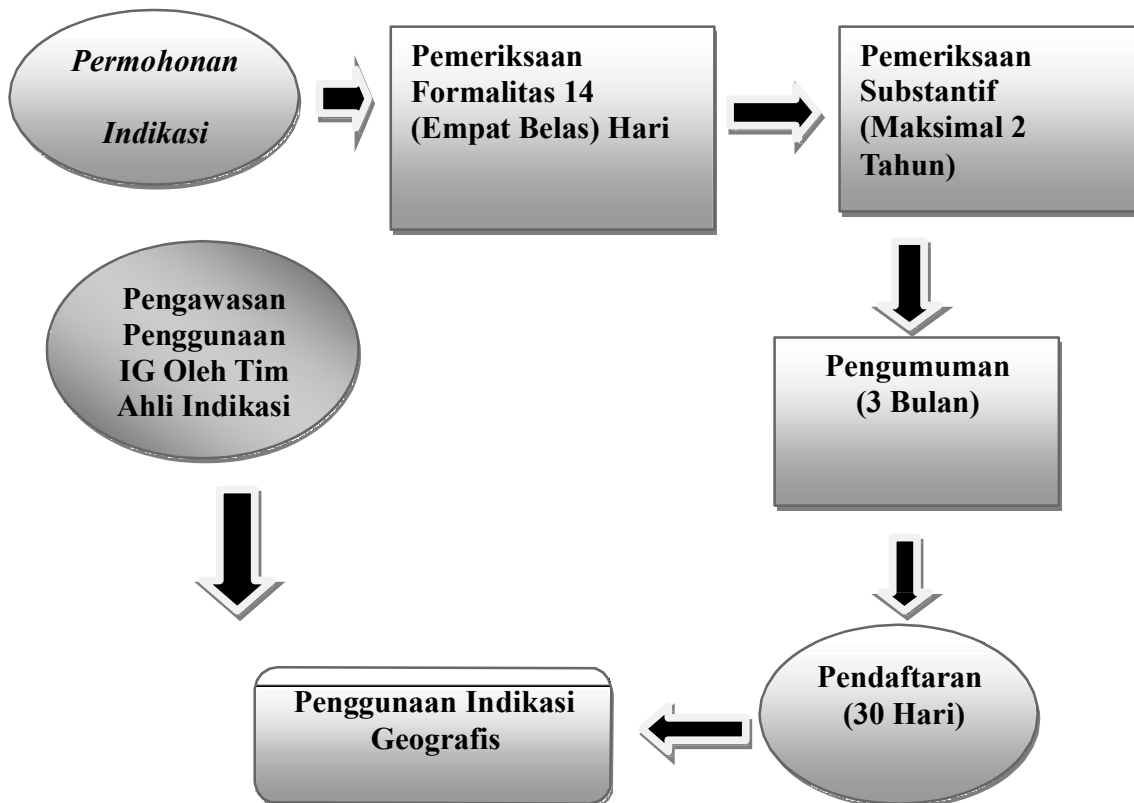 Permohonan
Indikasi
Pemeriksaan
Formalitas 14
(Empat Belas) Hari
Pemeriksaan
Substantif
(Maksimal 2
Tahun)
Pengawasan
Penggunaan
IG Oleh Tim
Ahli Indikasi
Pengumuman
(3 Bulan)
Pendaftaran
(30 Hari)
Penggunaan Indikasi
Geografis